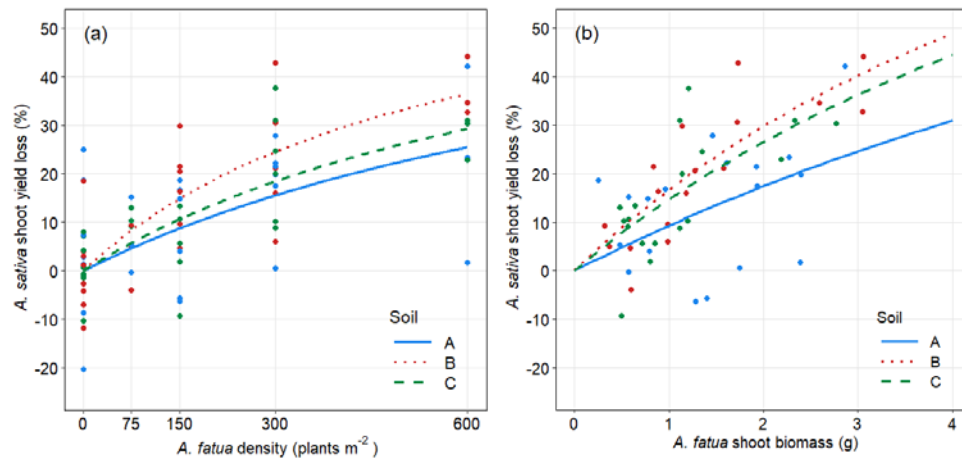 (a)
A. sativa shoot yield loss (%)
50
40
30
20
10
0
-10
-20
Soil
A
B
C
0 75 150 300 600
A. fatua density (plants m⁻²)
(b)
A. sativa shoot yield loss (%)
50
40
30
20
10
0
-10
-20
Soil
A
B
C
0 1 2 3 4
A. fatua shoot biomass (g)